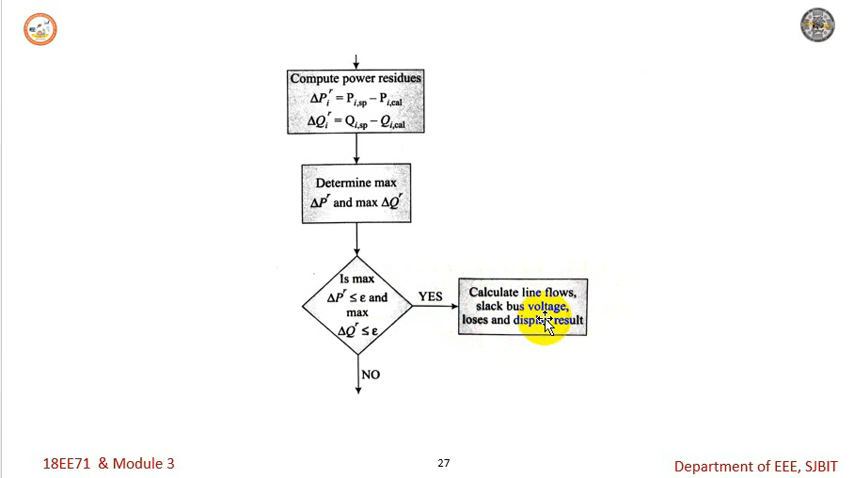 Compute power residues
ΔP_i^r = P_i,sp – P_i,cal
ΔQ_i^r = Q_i,sp – Q_i,cal
Determine max
ΔP^r and max ΔQ^r
Is max
ΔP^r ≤ ε and
max
ΔQ^r ≤ ε
YES
Calculate line flows,
slack bus voltage,
loses and display result
NO
18EE71 & Module 3
27
Department of EEE, SJBIT